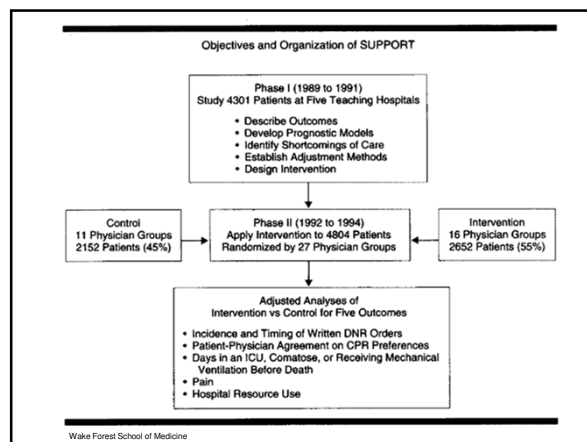 Objectives and Organization of SUPPORT
Phase I (1989 to 1991)
Study 4301 Patients at Five Teaching Hospitals
• Describe Outcomes
• Develop Prognostic Models
• Identify Shortcomings of Care
• Establish Adjustment Methods
• Design Intervention
Control
11 Physician Groups
2152 Patients (45%)
Phase II (1992 to 1994)
Apply Intervention to 4804 Patients
Randomized by 27 Physician Groups
Intervention
16 Physician Groups
2652 Patients (55%)
Adjusted Analyses of
Intervention vs Control for Five Outcomes
• Incidence and Timing of Written DNR Orders
• Patient-Physician Agreement on CPR Preferences
• Days in an ICU, Comatose, or Receiving Mechanical
Ventilation Before Death
• Pain
• Hospital Resource Use
Wake Forest School of Medicine